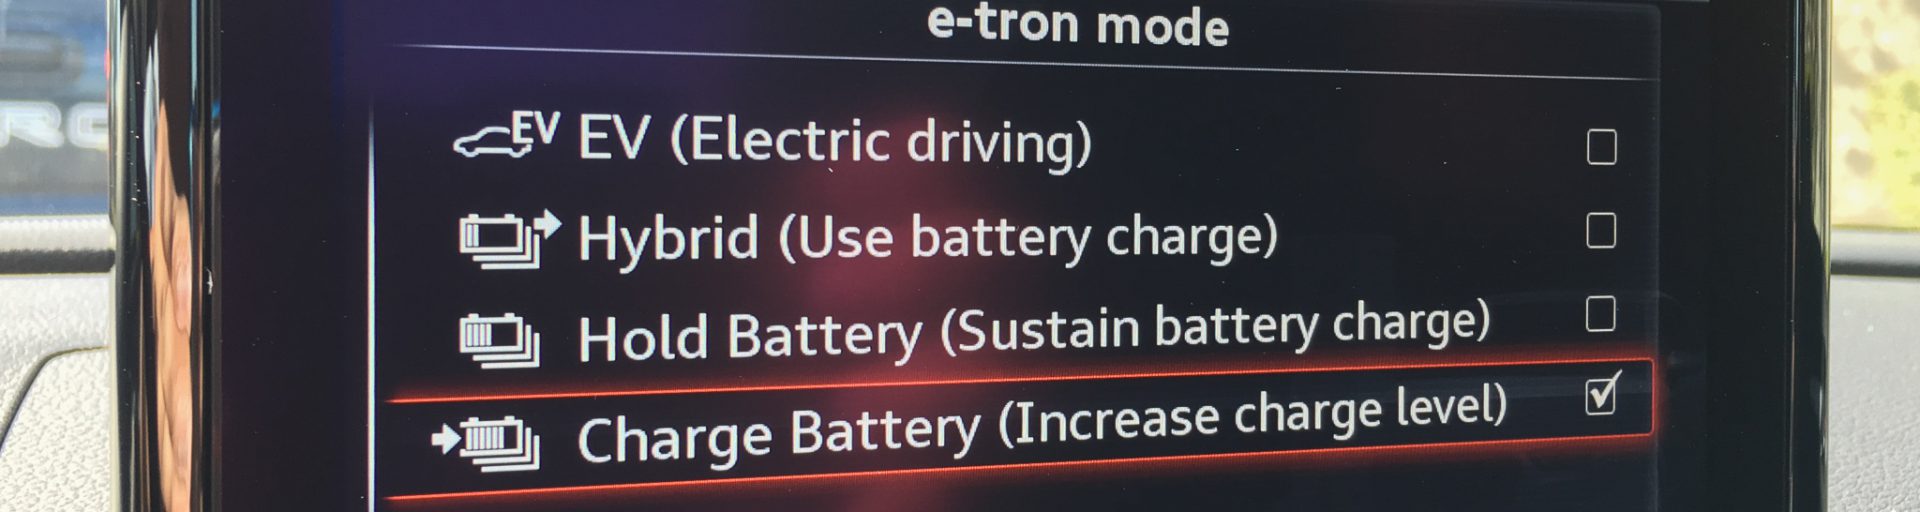 e-tron mode
EV EV (Electric driving)
Hybrid (Use battery charge)
Hold Battery (Sustain battery charge)
Charge Battery (Increase charge level)